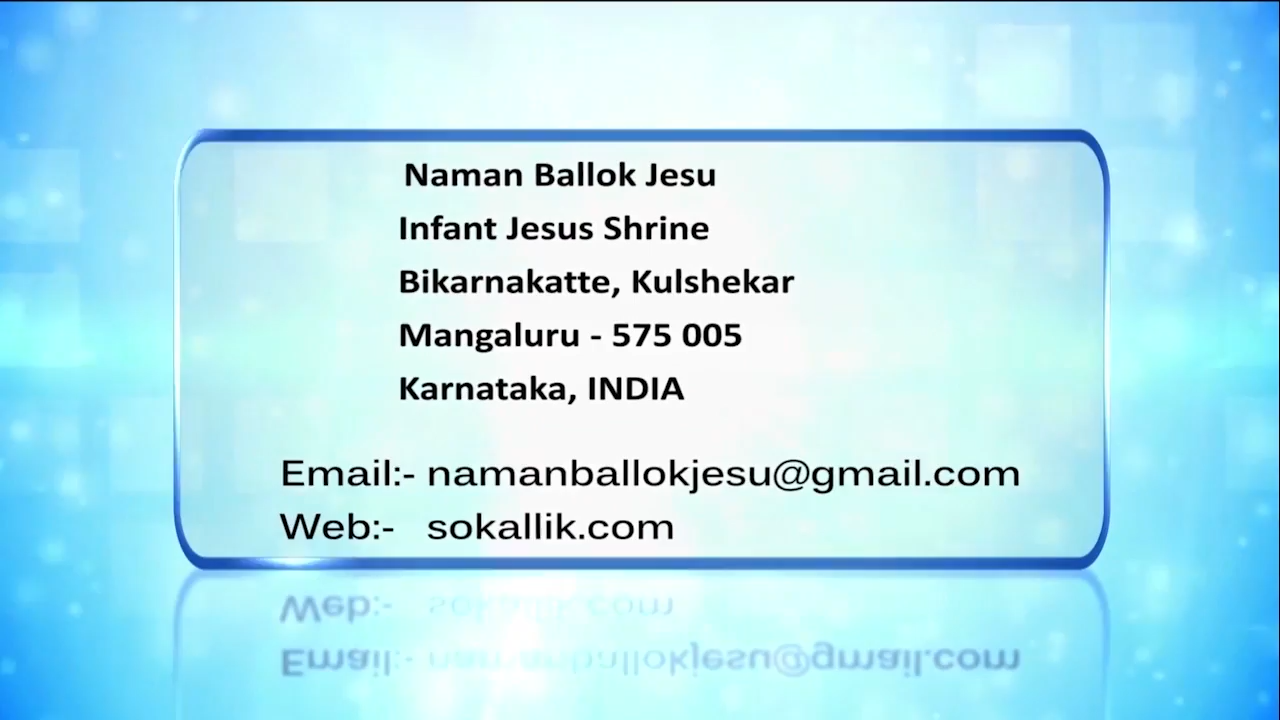 Naman Ballok Jesu
Infant Jesus Shrine
Bikarnakatte, Kulshekar
Mangaluru - 575 005
Karnataka, INDIA
Email:- namanballokjesu@gmail.com
Web:- sokallik.com